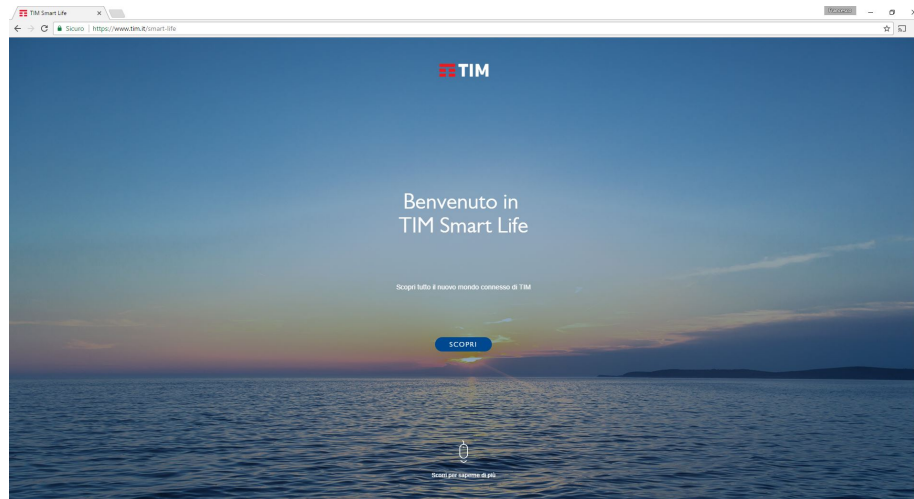 TIM Smart Life
Sicuro
https://www.tim.it/smart-life
TIM
Benvenuto in
TIM Smart Life
Scopri tutto il nuovo mondo connesso di TIM
SCOPRI
Scorri per saperne di più